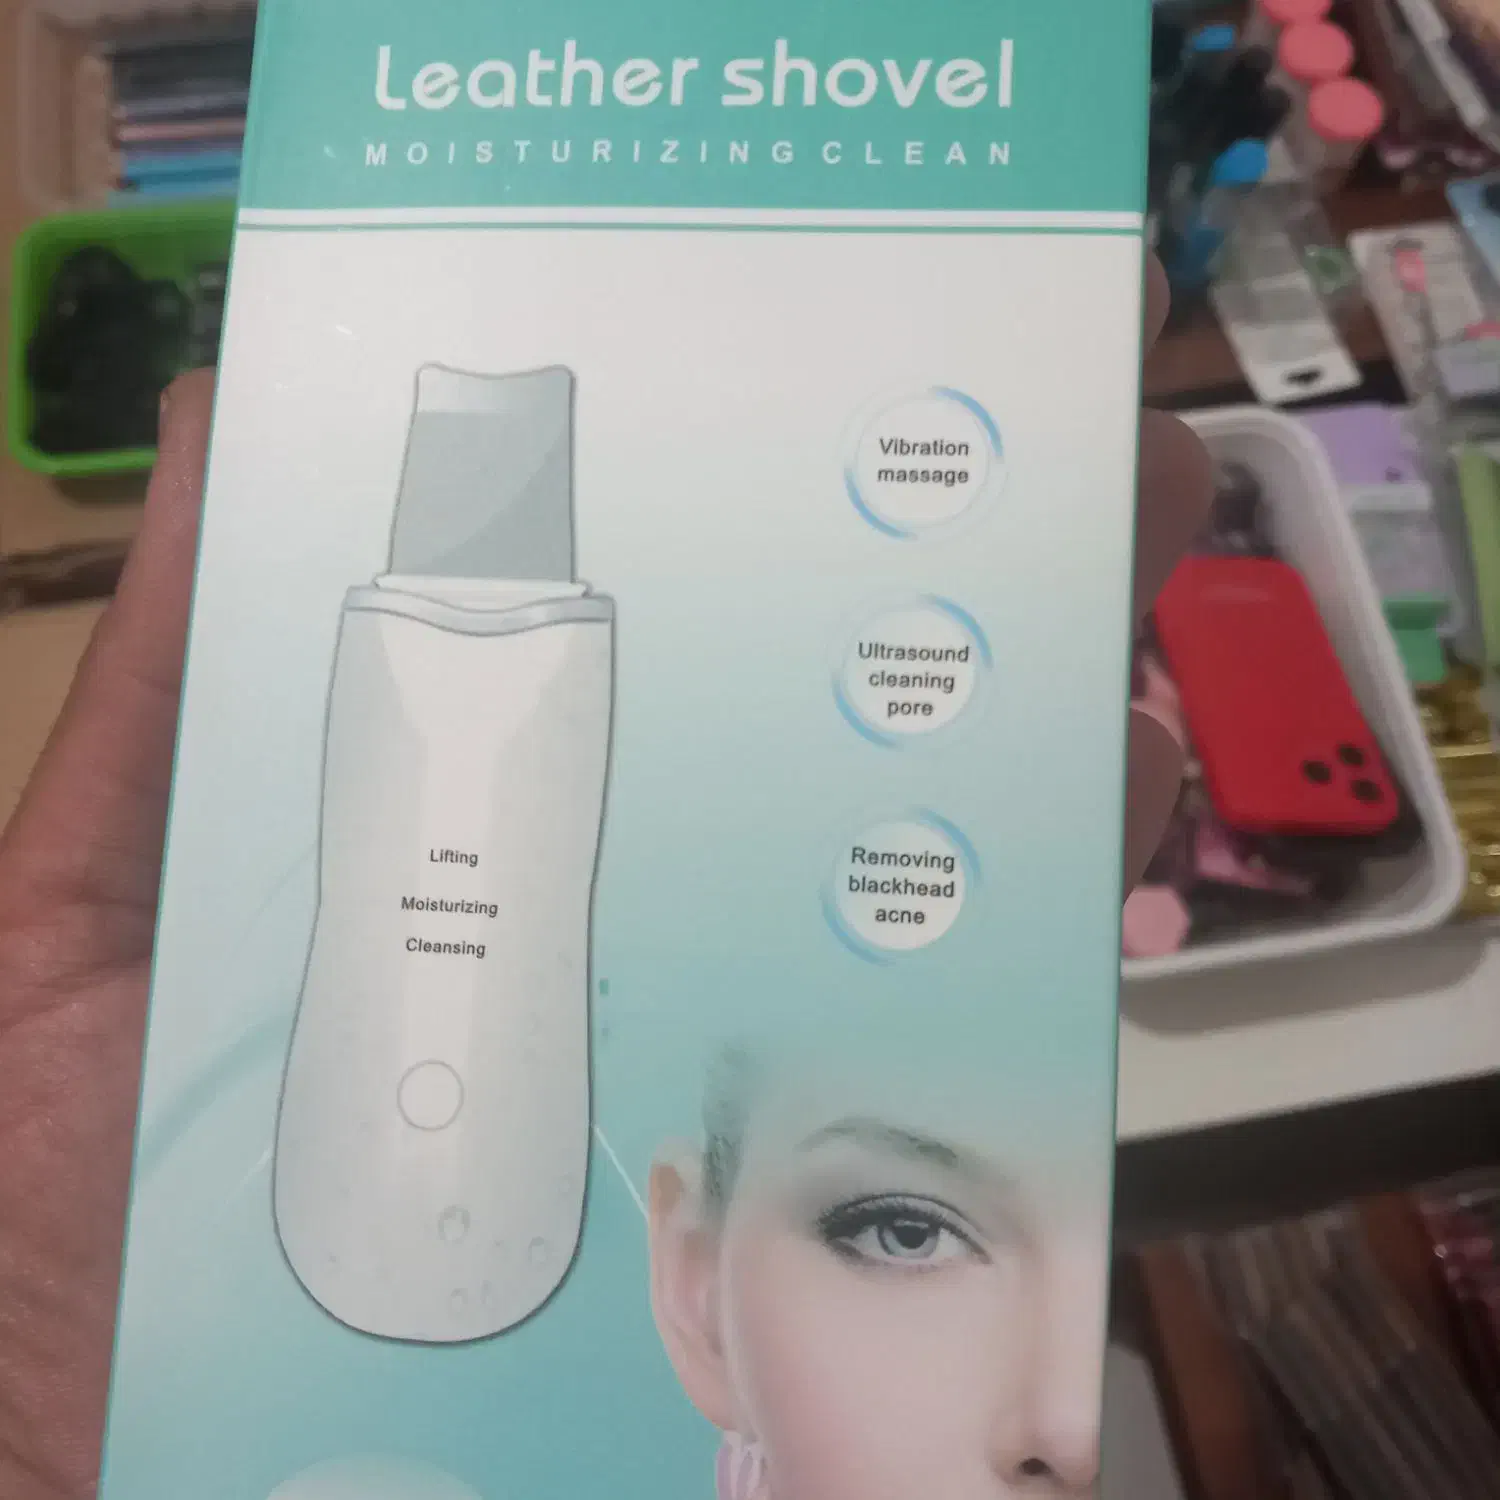 Leather shovel
MOISTURIZING CLEAN
Vibration
massage
Ultrasound
cleaning
pore
Removing
blackhead
acne
Lifting
Moisturizing
Cleansing